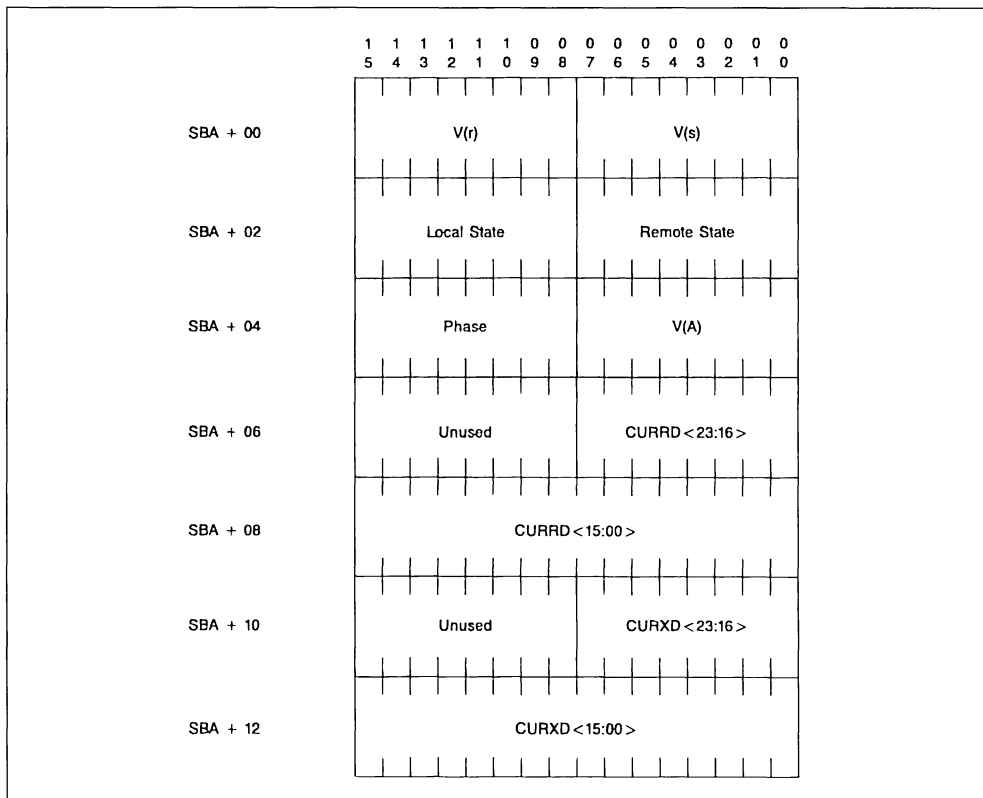 1 1 1 1 1 1 0 0 0 0 0 0 0 0 0 0
5 4 3 2 1 0 9 8 7 6 5 4 3 2 1 0
SBA + 00 V(r) V(s)
SBA + 02 Local State Remote State
SBA + 04 Phase V(A)
SBA + 06 Unused CURRD<23:16>
SBA + 08 CURRD<15:00>
SBA + 10 Unused CURXD<23:16>
SBA + 12 CURXD<15:00>